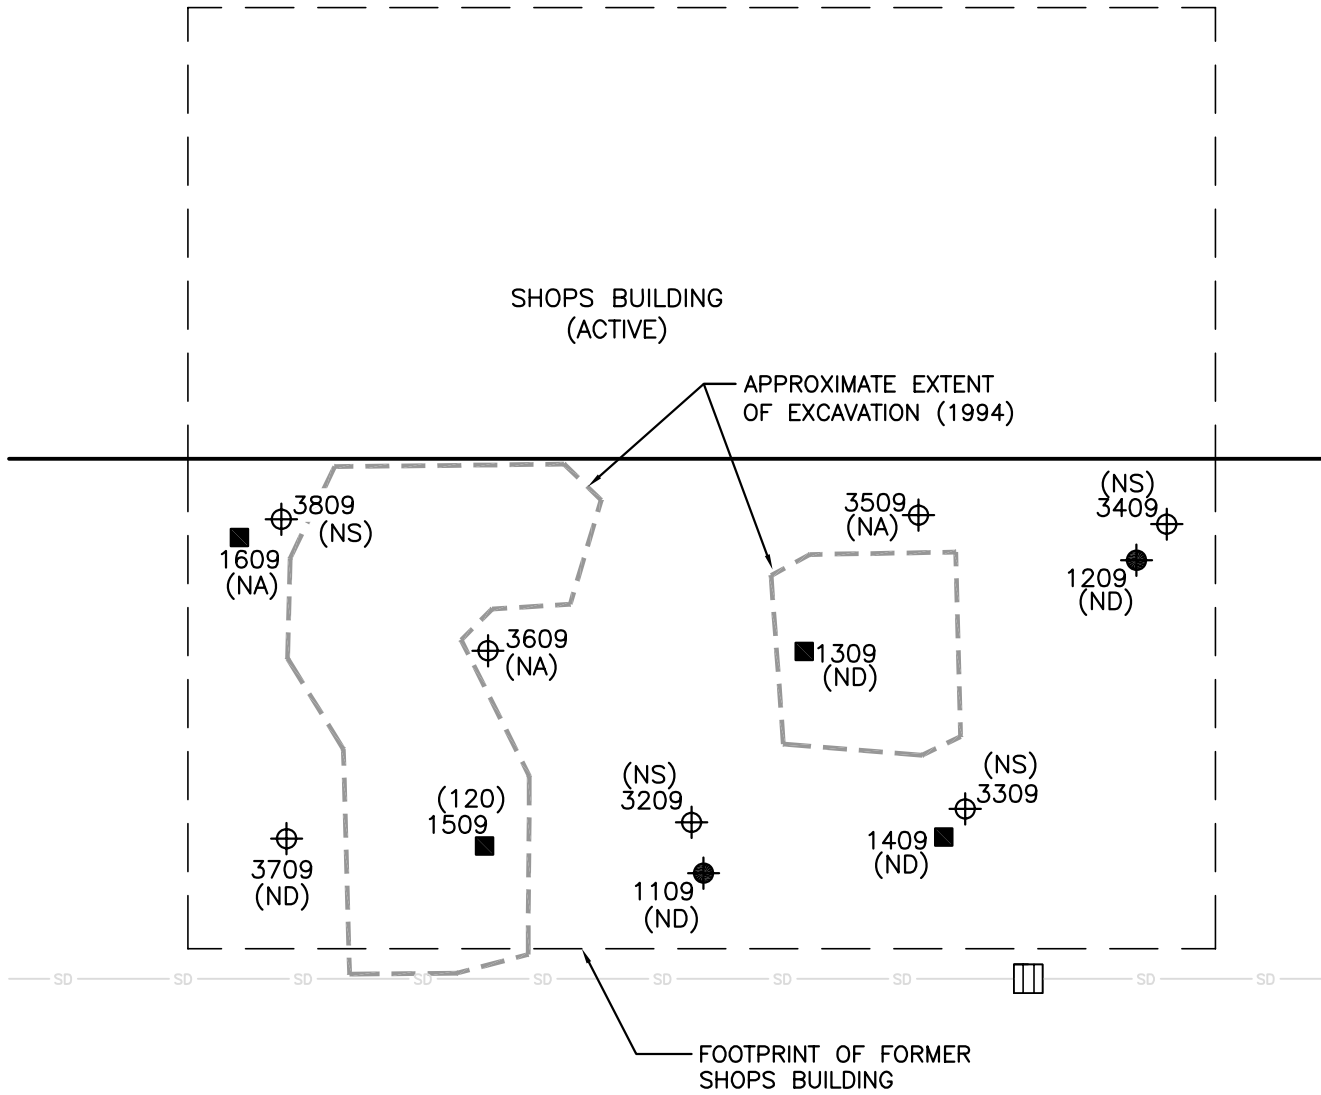 SHOPS BUILDING
(ACTIVE)
APPROXIMATE EXTENT
OF EXCAVATION (1994)
3809
(NS)
1609
(NA)
3509
(NA)
(NS)
3409
1209
(ND)
3609
(NA)
1309
(ND)
(120)
1509
(NS)
3209
(NS)
3309
1409
(ND)
3709
(ND)
1109
(ND)
SD SD SD SD SD SD SD SD SD SD
FOOTPRINT OF FORMER
SHOPS BUILDING